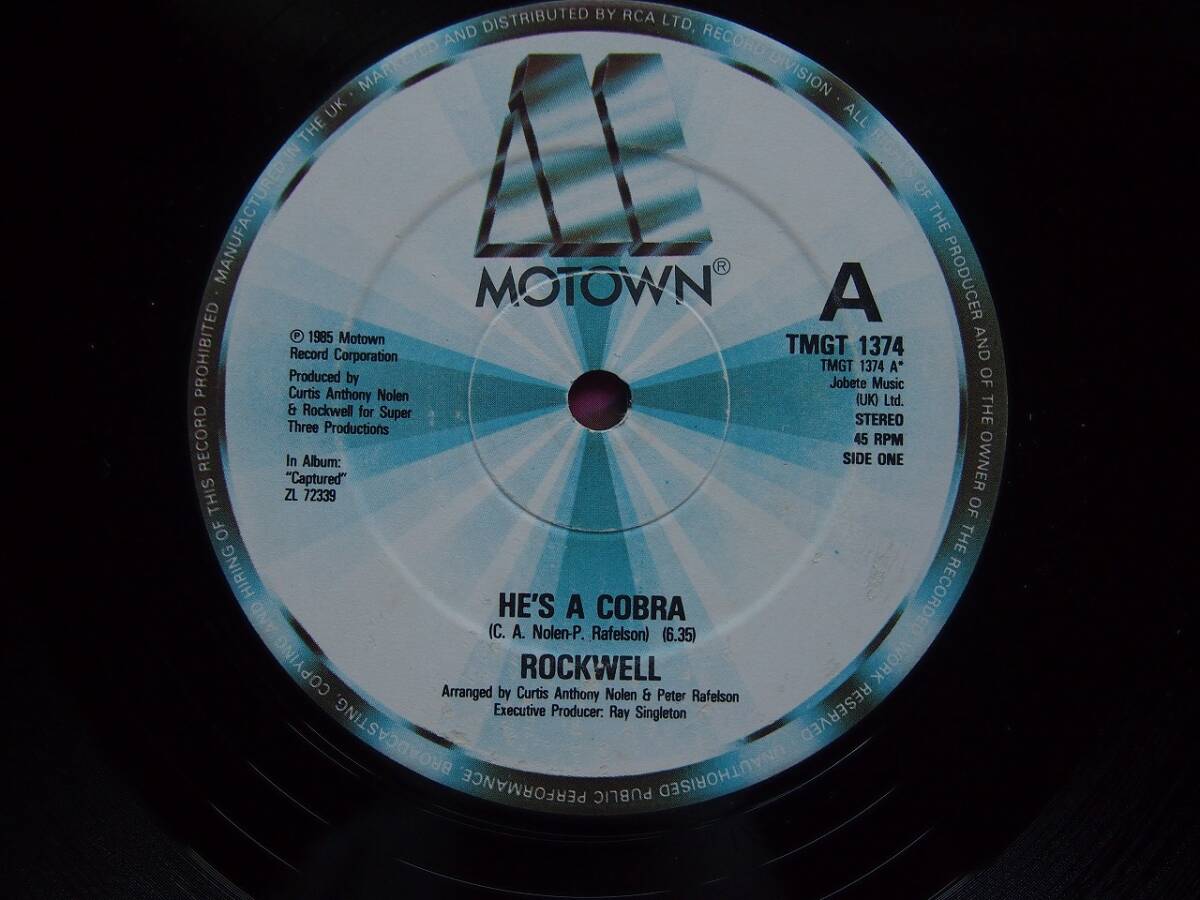 MANUFACTURED IN THE UK · MARKETED AND DISTRIBUTED BY RCA LTD, RECORD DIVISION · ALL RIGHTS OF THE PRODUCER AND OF THE OWNER OF THE RECORDED WORK RESERVED · UNAUTHORISED PUBLIC PERFORMANCE, BROADCASTING, COPYING AND HIRING OF THIS RECORD PROHIBITED ·
MOTOWN®
A
TMGT 1374
TMGT 1374 A*
Jobete Music
(UK) Ltd.
STEREO
45 RPM
SIDE ONE
℗ 1985 Motown
Record Corporation
Produced by
Curtis Anthony Nolen
& Rockwell for Super
Three Productions
In Album:
"Captured"
ZL 72339
HE'S A COBRA
(C. A. Nolen-P. Rafelson) (6.35)
ROCKWELL
Arranged by Curtis Anthony Nolen & Peter Rafelson
Executive Producer: Ray Singleton